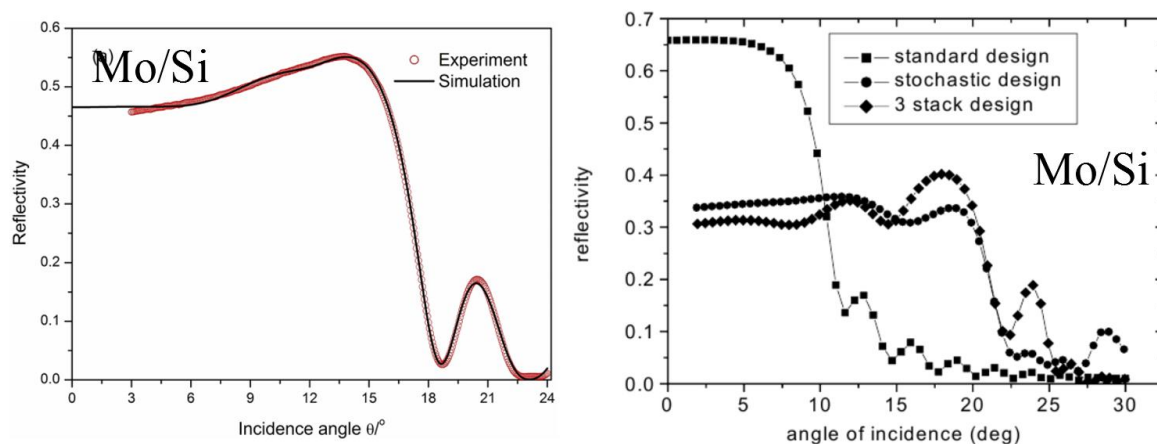 (a)
Mo/Si
Experiment
Simulation
Reflectivity
0.6
0.5
0.4
0.3
0.2
0.1
0.0
0 3 6 9 12 15 18 21 24
Incidence angle θ/°
reflectivity
0.7
0.6
0.5
0.4
0.3
0.2
0.1
0.0
standard design
stochastic design
3 stack design
Mo/Si
0 5 10 15 20 25 30
angle of incidence (deg)